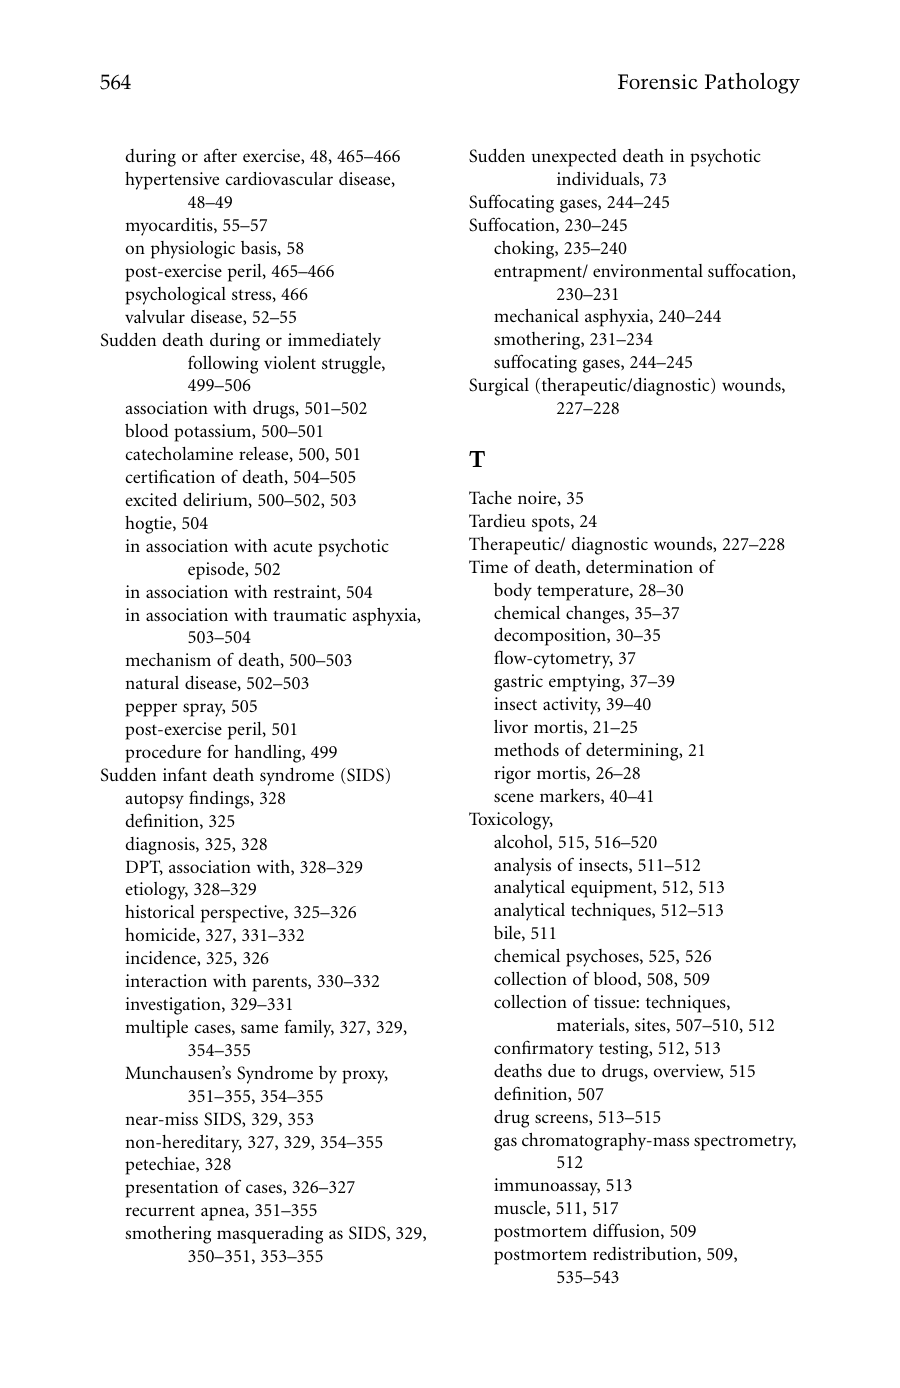 564
Forensic Pathology
during or after exercise, 48, 465–466
hypertensive cardiovascular disease,
48–49
myocarditis, 55–57
on physiologic basis, 58
post-exercise peril, 465–466
psychological stress, 466
valvular disease, 52–55
Sudden death during or immediately
following violent struggle,
499–506
association with drugs, 501–502
blood potassium, 500–501
catecholamine release, 500, 501
certification of death, 504–505
excited delirium, 500–502, 503
hogtie, 504
in association with acute psychotic
episode, 502
in association with restraint, 504
in association with traumatic asphyxia,
503–504
mechanism of death, 500–503
natural disease, 502–503
pepper spray, 505
post-exercise peril, 501
procedure for handling, 499
Sudden infant death syndrome (SIDS)
autopsy findings, 328
definition, 325
diagnosis, 325, 328
DPT, association with, 328–329
etiology, 328–329
historical perspective, 325–326
homicide, 327, 331–332
incidence, 325, 326
interaction with parents, 330–332
investigation, 329–331
multiple cases, same family, 327, 329,
354–355
Munchausen's Syndrome by proxy,
351–355, 354–355
near-miss SIDS, 329, 353
non-hereditary, 327, 329, 354–355
petechiae, 328
presentation of cases, 326–327
recurrent apnea, 351–355
smothering masquerading as SIDS, 329,
350–351, 353–355
Sudden unexpected death in psychotic
individuals, 73
Suffocating gases, 244–245
Suffocation, 230–245
choking, 235–240
entrapment/ environmental suffocation,
230–231
mechanical asphyxia, 240–244
smothering, 231–234
suffocating gases, 244–245
Surgical (therapeutic/diagnostic) wounds,
227–228
T
Tache noire, 35
Tardieu spots, 24
Therapeutic/ diagnostic wounds, 227–228
Time of death, determination of
body temperature, 28–30
chemical changes, 35–37
decomposition, 30–35
flow-cytometry, 37
gastric emptying, 37–39
insect activity, 39–40
livor mortis, 21–25
methods of determining, 21
rigor mortis, 26–28
scene markers, 40–41
Toxicology,
alcohol, 515, 516–520
analysis of insects, 511–512
analytical equipment, 512, 513
analytical techniques, 512–513
bile, 511
chemical psychoses, 525, 526
collection of blood, 508, 509
collection of tissue: techniques,
materials, sites, 507–510, 512
confirmatory testing, 512, 513
deaths due to drugs, overview, 515
definition, 507
drug screens, 513–515
gas chromatography-mass spectrometry,
512
immunoassay, 513
muscle, 511, 517
postmortem diffusion, 509
postmortem redistribution, 509,
535–543